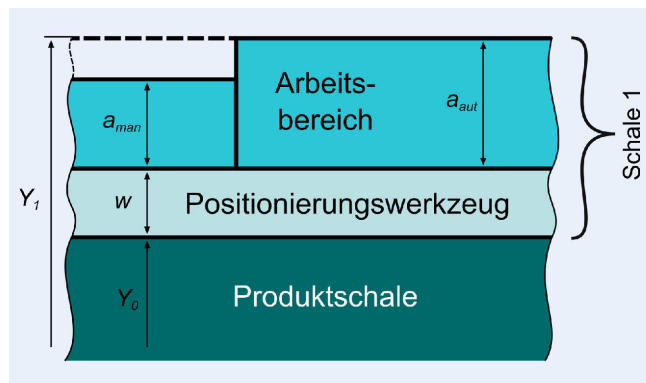 Arbeits-
bereich
a_man
a_aut
Schale 1
Y_1
w
Positionierungswerkzeug
Y_0
Produktschale